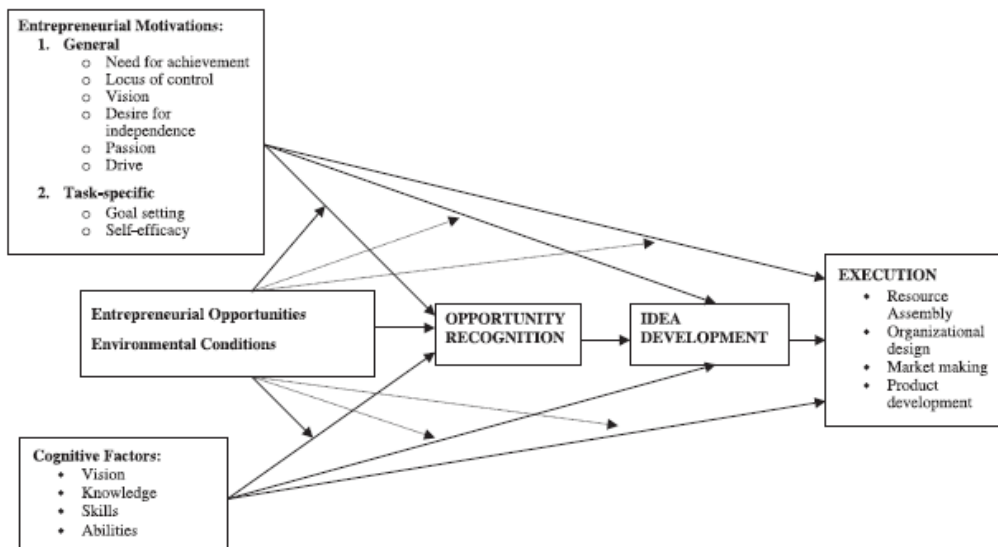 Entrepreneurial Motivations:
1. General
o Need for achievement
o Locus of control
o Vision
o Desire for
independence
o Passion
o Drive
2. Task-specific
o Goal setting
o Self-efficacy
Entrepreneurial Opportunities
Environmental Conditions
OPPORTUNITY
RECOGNITION
IDEA
DEVELOPMENT
EXECUTION
• Resource
Assembly
• Organizational
design
• Market making
• Product
development
Cognitive Factors:
• Vision
• Knowledge
• Skills
• Abilities